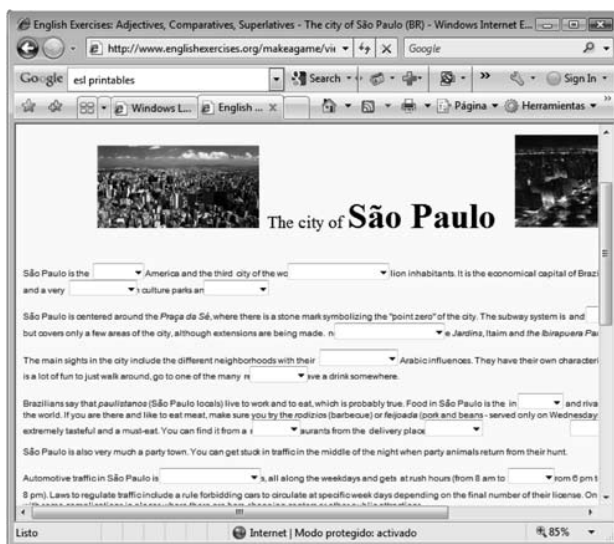 English Exercises: Adjectives, Comparatives, Superlatives - The city of São Paulo (BR) - Windows Internet E...
http://www.englishexercises.org/makeagame/vie
Google
Google esl printables Search Sign In
Windows L... English ... X Página Herramientas
The city of São Paulo
São Paulo is the America and the third city of the wo lion inhabitants. It is the economical capital of Brazi
and a very culture parks an
São Paulo is centered around the Praça da Sé, where there is a stone mark symbolizing the "point zero" of the city. The subway system is and
but covers only a few areas of the city, although extensions are being made. n e Jardins, Itaim and the Ibirapuera Pa
The main sights in the city include the different neighborhoods with their Arabic influences. They have their own characteri
is a lot of fun to just walk around, go to one of the many re ave a drink somewhere.
Brazilians say that paulistanos (São Paulo locals) live to work and to eat, which is probably true. Food in São Paulo is the in and riva
the world. If you are there and like to eat meat, make sure you try the rodizios (barbecue) or feijoada (pork and beans - served only on Wednesday
extremely tasteful and a must-eat. You can find it from a r aurants from the delivery place
São Paulo is also very much a party town. You can get stuck in traffic in the middle of the night when party animals return from their hunt.
Automotive traffic in São Paulo is s, all along the weekdays and gets at rush hours (from 8 am to rom 6 pm t
8 pm). Laws to regulate traffic include a rule forbidding cars to circulate at specific week days depending on the final number of their license. On
Listo Internet | Modo protegido: activado 85%